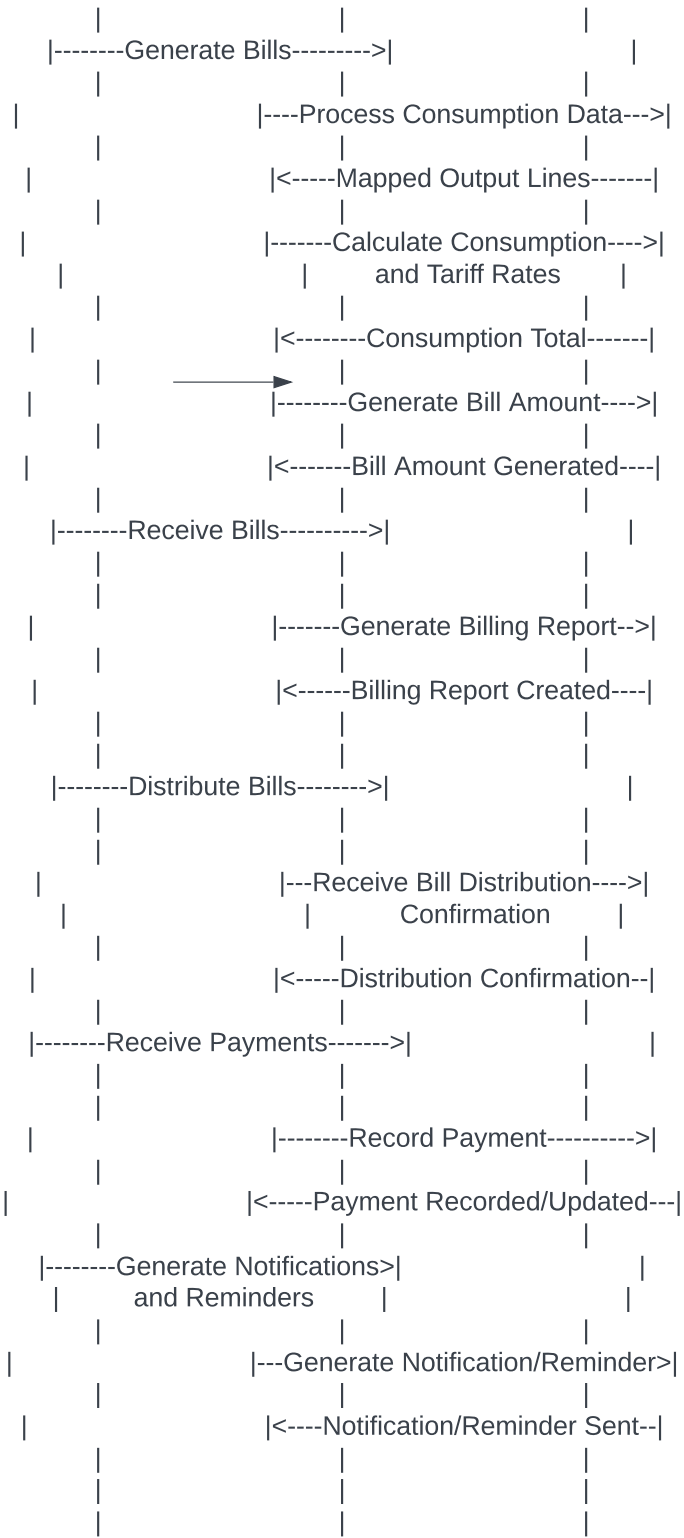 | | |
|--------Generate Bills--------->| |
| | |
| |----Process Consumption Data--->|
| | |
| |<-----Mapped Output Lines-------|
| | |
| |-------Calculate Consumption---->|
| | and Tariff Rates |
| | |
| |<--------Consumption Total-------|
| | |
| |--------Generate Bill Amount---->|
| | |
| |<-------Bill Amount Generated----|
| | |
|--------Receive Bills---------->| |
| | |
| | |
| |-------Generate Billing Report-->|
| | |
| |<------Billing Report Created----|
| | |
| | |
|--------Distribute Bills-------->| |
| | |
| | |
| |---Receive Bill Distribution---->|
| | Confirmation |
| | |
| |<-----Distribution Confirmation--|
| | |
|--------Receive Payments------->| |
| | |
| | |
| |--------Record Payment---------->|
| | |
| |<-----Payment Recorded/Updated---|
| | |
|--------Generate Notifications>| |
| and Reminders | |
| | |
| |---Generate Notification/Reminder>|
| | |
| |<----Notification/Reminder Sent--|
| | |
| | |
| | |